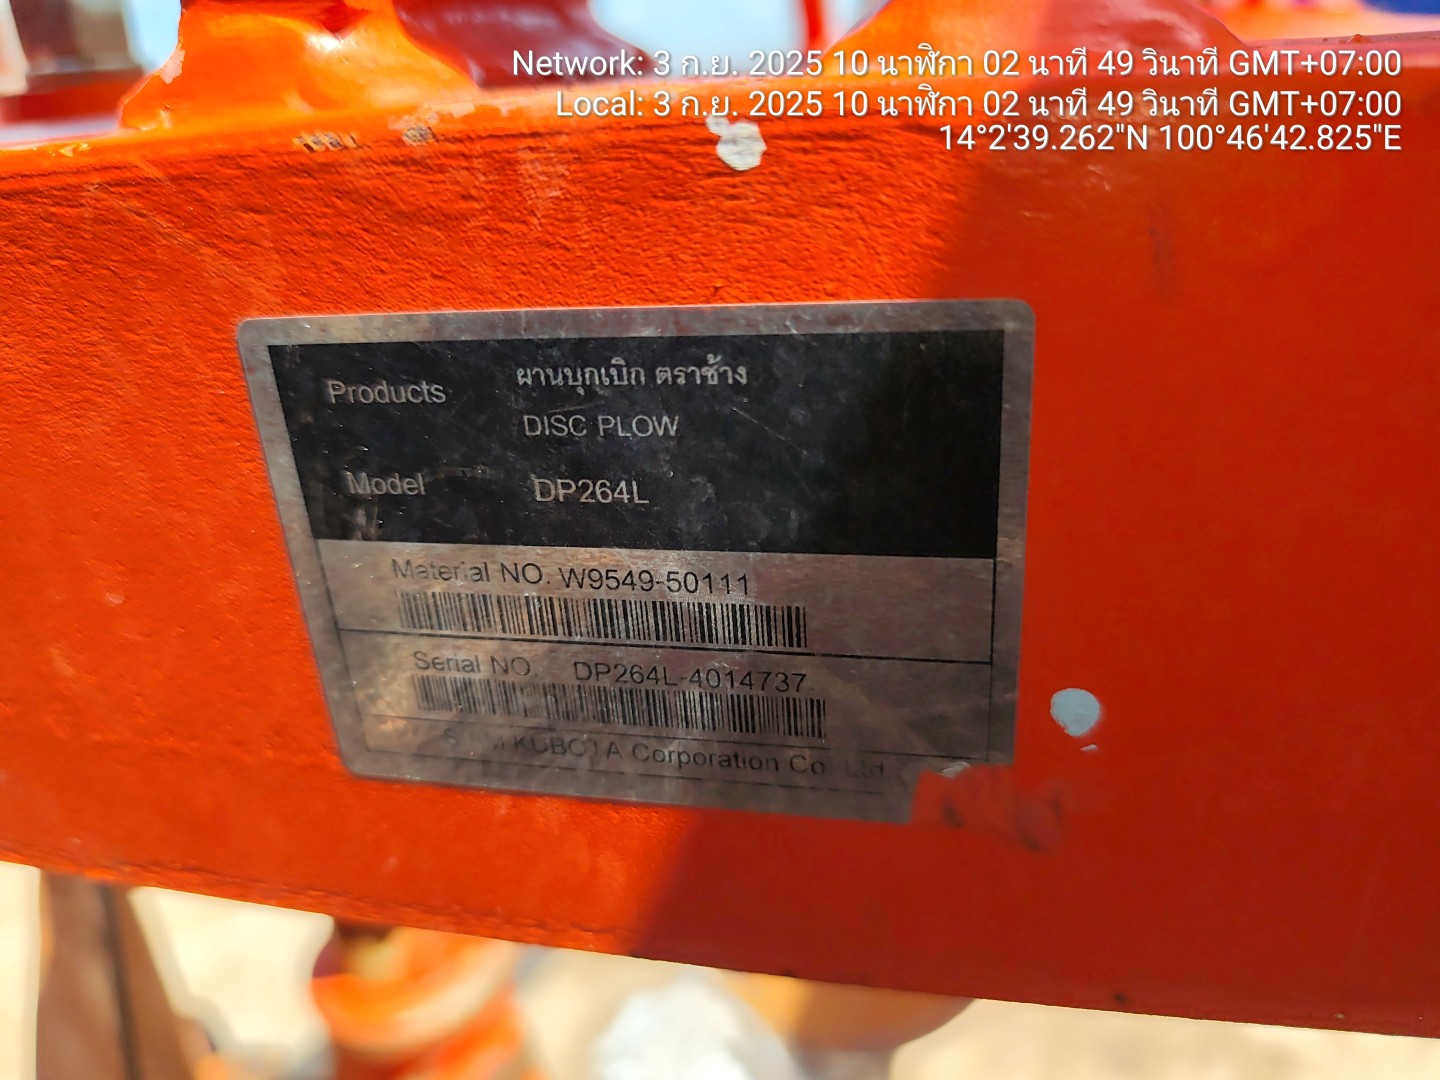 Network: 3 ก.ย. 2025 10 นาฬิกา 02 นาที 49 วินาที GMT+07:00
Local: 3 ก.ย. 2025 10 นาฬิกา 02 นาที 49 วินาที GMT+07:00
14°2'39.262"N 100°46'42.825"E
Products ผานบุกเบิก ตราช้าง
DISC PLOW
Model DP264L
Material NO. W9549-50111
Serial NO. DP264L-4014737
SIAM KUBOTA Corporation Co. Ltd